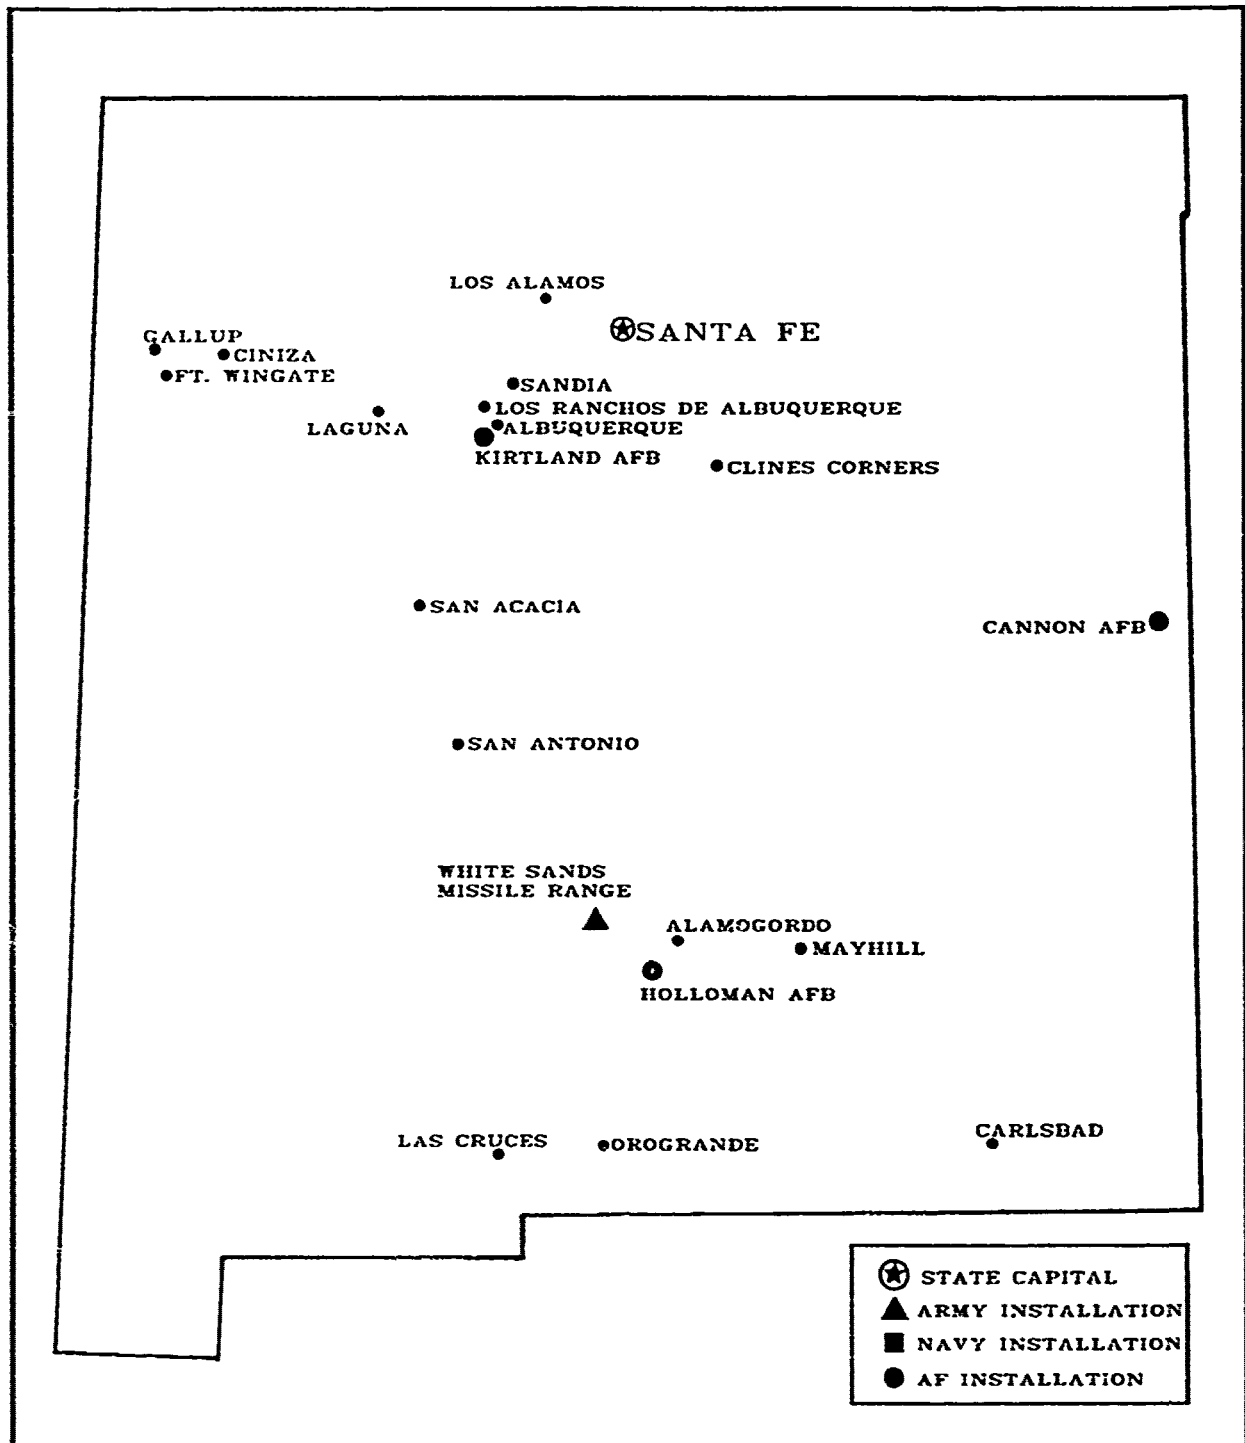 LOS ALAMOS
SANTA FE
GALLUP
CINIZA
FT. WINGATE
SANDIA
LOS RANCHOS DE ALBUQUERQUE
LAGUNA
ALBUQUERQUE
KIRTLAND AFB
CLINES CORNERS
SAN ACACIA
CANNON AFB
SAN ANTONIO
WHITE SANDS
MISSILE RANGE
ALAMOGORDO
MAYHILL
HOLLOMAN AFB
LAS CRUCES
OROGRANDE
CARLSBAD
STATE CAPITAL
ARMY INSTALLATION
NAVY INSTALLATION
AF INSTALLATION